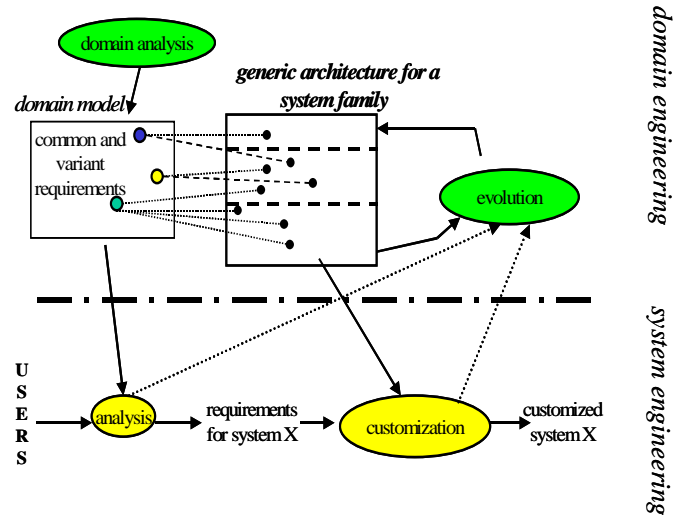 domain analysis
generic architecture for a
system family
domain model
common and
variant
requirements
evolution
domain engineering
USERS
analysis
requirements
for system X
customization
customized
system X
system engineering